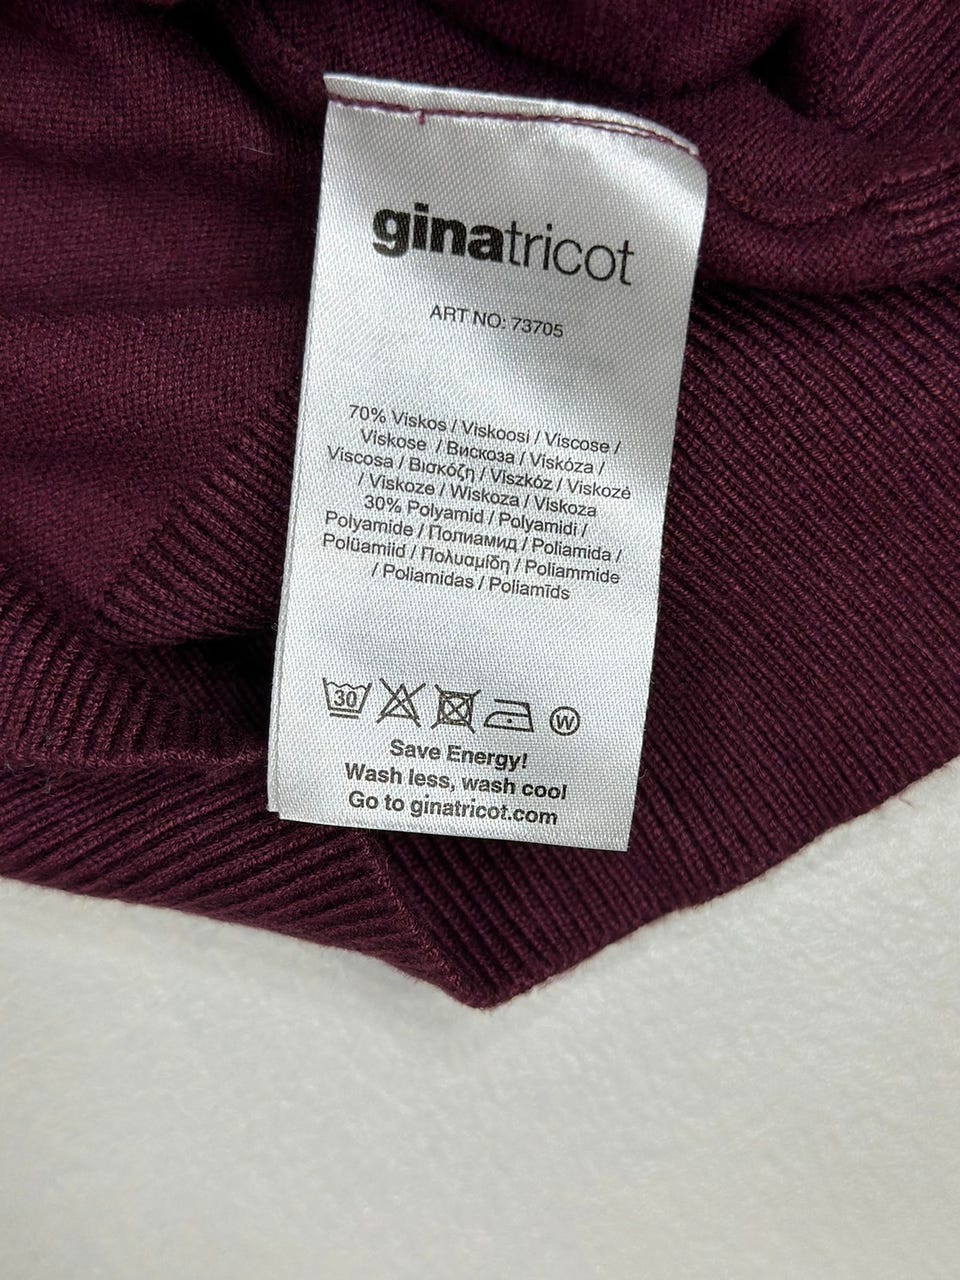 ginatricot
ART NO: 73705
70% Viskos / Viskoosi / Viscose /
Viskose / Вискоза / Viskóza /
Viscosa / Βισκόζη / Viszkóz / Viskozė
/ Viskoze / Wiskoza / Viskoza
30% Polyamid / Polyamidi /
Polyamide / Полиамид / Poliamida /
Polüamiid / Πολυαμίδη / Poliammide
/ Poliamidas / Poliamīds
30
W
Save Energy!
Wash less, wash cool
Go to ginatricot.com